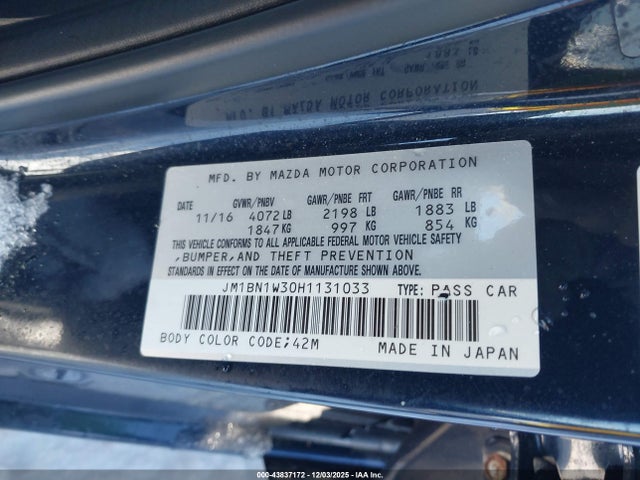 MFD. BY MAZDA MOTOR CORPORATION
DATE GVWR/PNBV GAWR/PNBE FRT GAWR/PNBE RR
11/16 4072 LB 2198 LB 1883 LB
1847 KG 997 KG 854 KG
THIS VEHICLE CONFORMS TO ALL APPLICABLE FEDERAL MOTOR VEHICLE SAFETY
,BUMPER,AND THEFT PREVENTION
STANDARDS IN EFFECT ON THE DATE OF MANUFACTURE SHOWN ABOVE.
JM1BN1W30H1131033 TYPE: PASS CAR
BODY COLOR CODE;42M MADE IN JAPAN
000-43837172 - 12/03/2025 - IAA Inc.